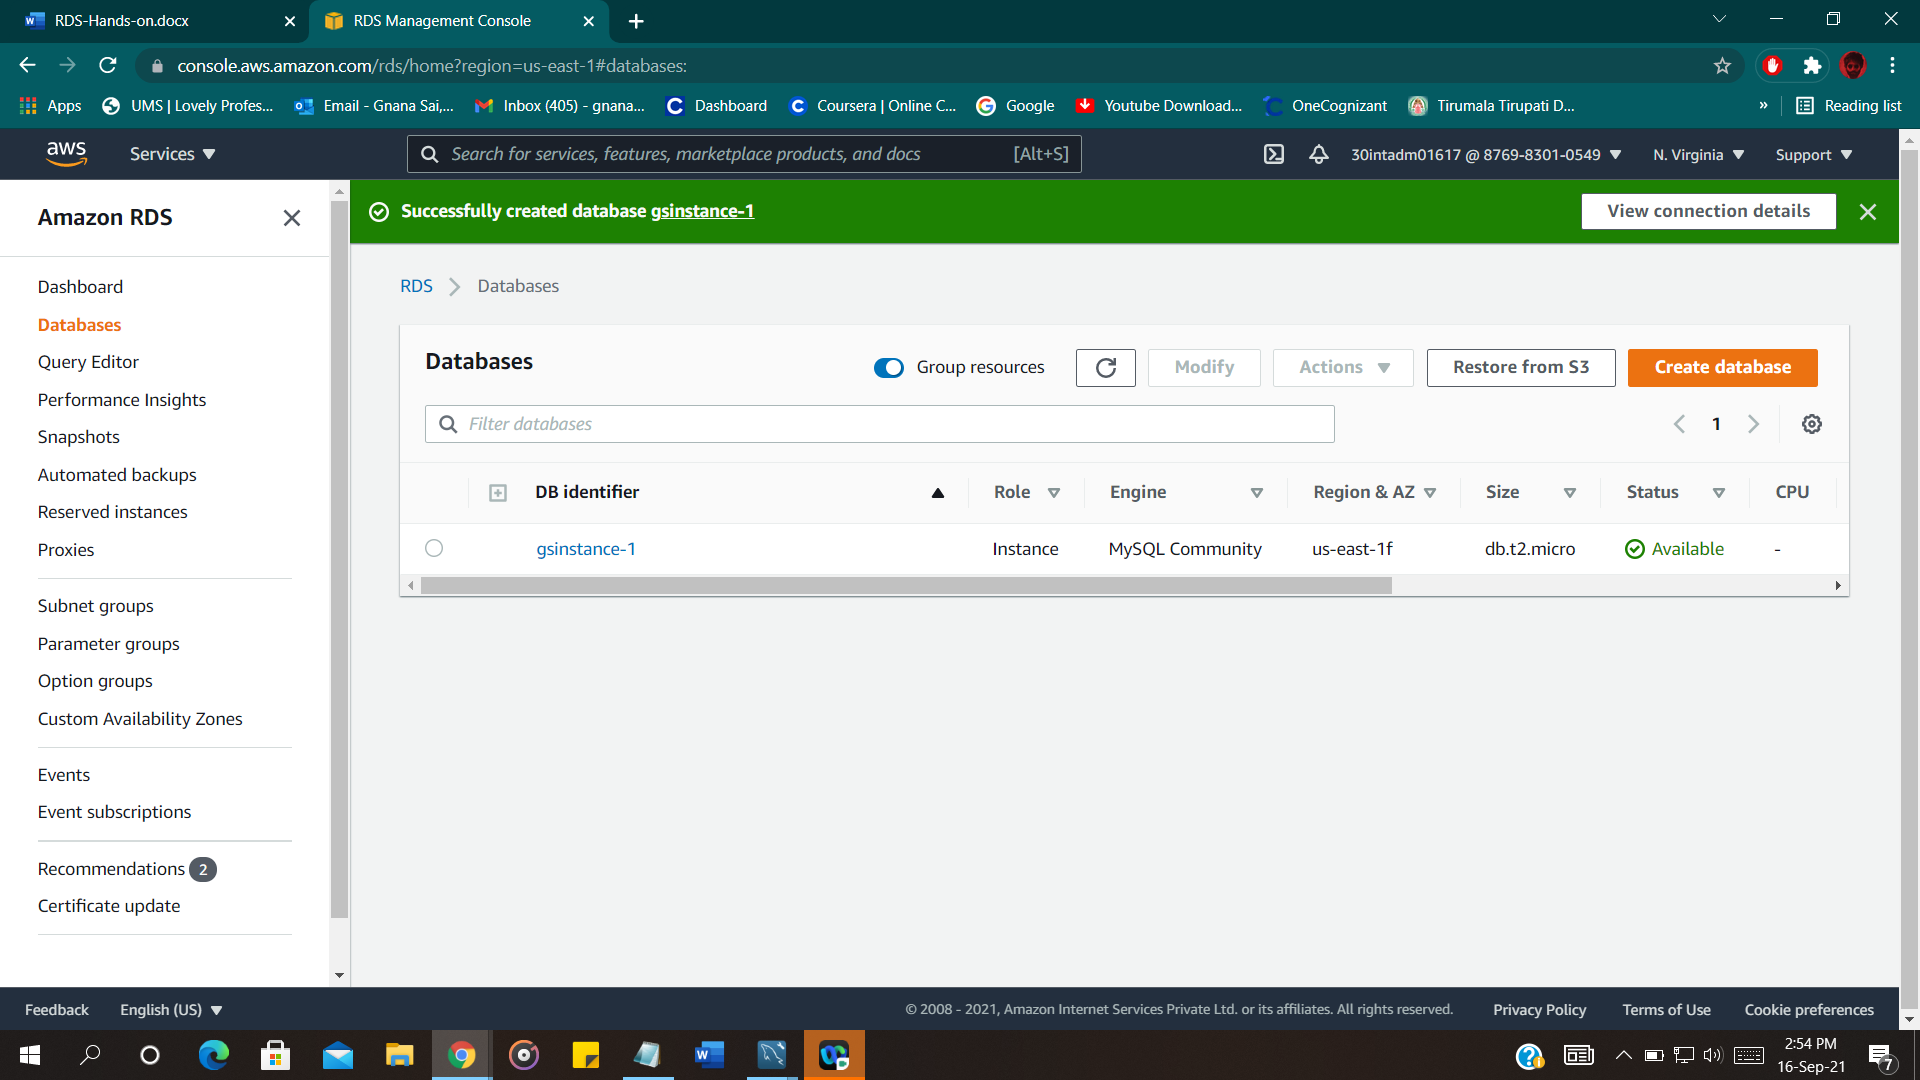 RDS-Hands-on.docx
RDS Management Console
console.aws.amazon.com/rds/home?region=us-east-1#databases:
Apps
UMS | Lovely Profes...
Email - Gnana Sai,...
Inbox (405) - gnana...
Dashboard
Coursera | Online C...
Google
Youtube Download...
OneCognizant
Tirumala Tirupati D...
»
Reading list
aws
Services
Search for services, features, marketplace products, and docs
[Alt+S]
30intadm01617 @ 8769-8301-0549
N. Virginia
Support
Amazon RDS
Dashboard
Databases
Query Editor
Performance Insights
Snapshots
Automated backups
Reserved instances
Proxies
Subnet groups
Parameter groups
Option groups
Custom Availability Zones
Events
Event subscriptions
Recommendations 2
Certificate update
Successfully created database gsinstance-1
View connection details
RDS
Databases
Databases
Group resources
Modify
Actions
Restore from S3
Create database
Filter databases
1
DB identifier
Role
Engine
Region & AZ
Size
Status
CPU
gsinstance-1
Instance
MySQL Community
us-east-1f
db.t2.micro
Available
-
Feedback
English (US)
© 2008 - 2021, Amazon Internet Services Private Ltd. or its affiliates. All rights reserved.
Privacy Policy
Terms of Use
Cookie preferences
2:54 PM
16-Sep-21
7